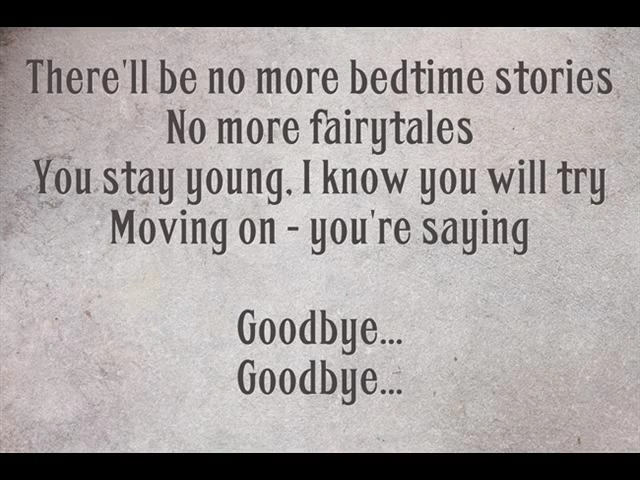 There'll be no more bedtime stories
No more fairytales
You stay young, I know you will try
Moving on - you're saying
Goodbye...
Goodbye...